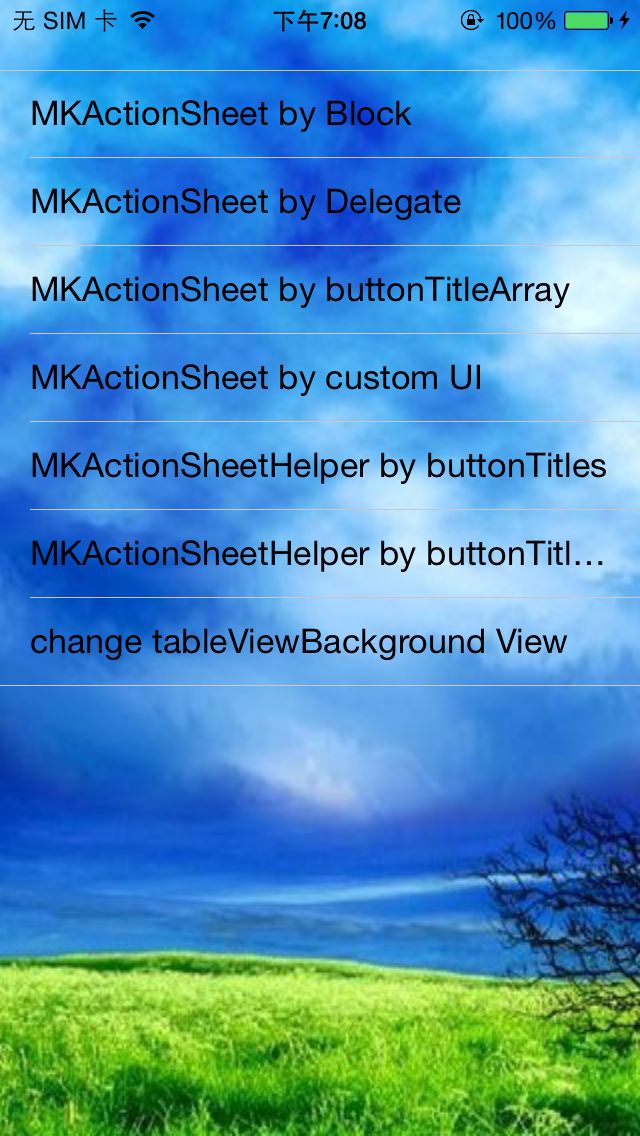 无 SIM 卡 下午7:08 100%
MKActionSheet by Block
MKActionSheet by Delegate
MKActionSheet by buttonTitleArray
MKActionSheet by custom UI
MKActionSheetHelper by buttonTitles
MKActionSheetHelper by buttonTitl…
change tableViewBackground View